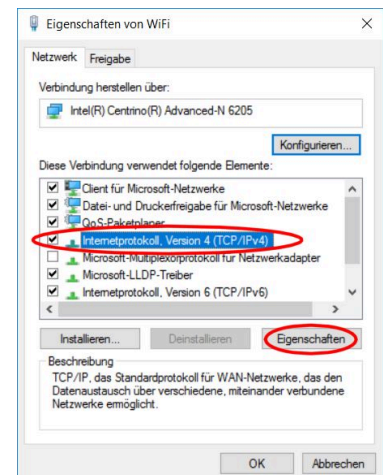 Eigenschaften von WiFi
Netzwerk Freigabe
Verbindung herstellen über:
Intel(R) Centrino(R) Advanced-N 6205
Konfigurieren...
Diese Verbindung verwendet folgende Elemente:
Client für Microsoft-Netzwerke
Datei- und Druckerfreigabe für Microsoft-Netzwerke
QoS-Paketplaner
Internetprotokoll, Version 4 (TCP/IPv4)
Microsoft-Multiplexorprotokoll für Netzwerkadapter
Microsoft-LLDP-Treiber
Internetprotokoll, Version 6 (TCP/IPv6)
Installieren... Deinstallieren Eigenschaften
Beschreibung
TCP/IP, das Standardprotokoll für WAN-Netzwerke, das den
Datenaustausch über verschiedene, miteinander verbundene
Netzwerke ermöglicht.
OK Abbrechen